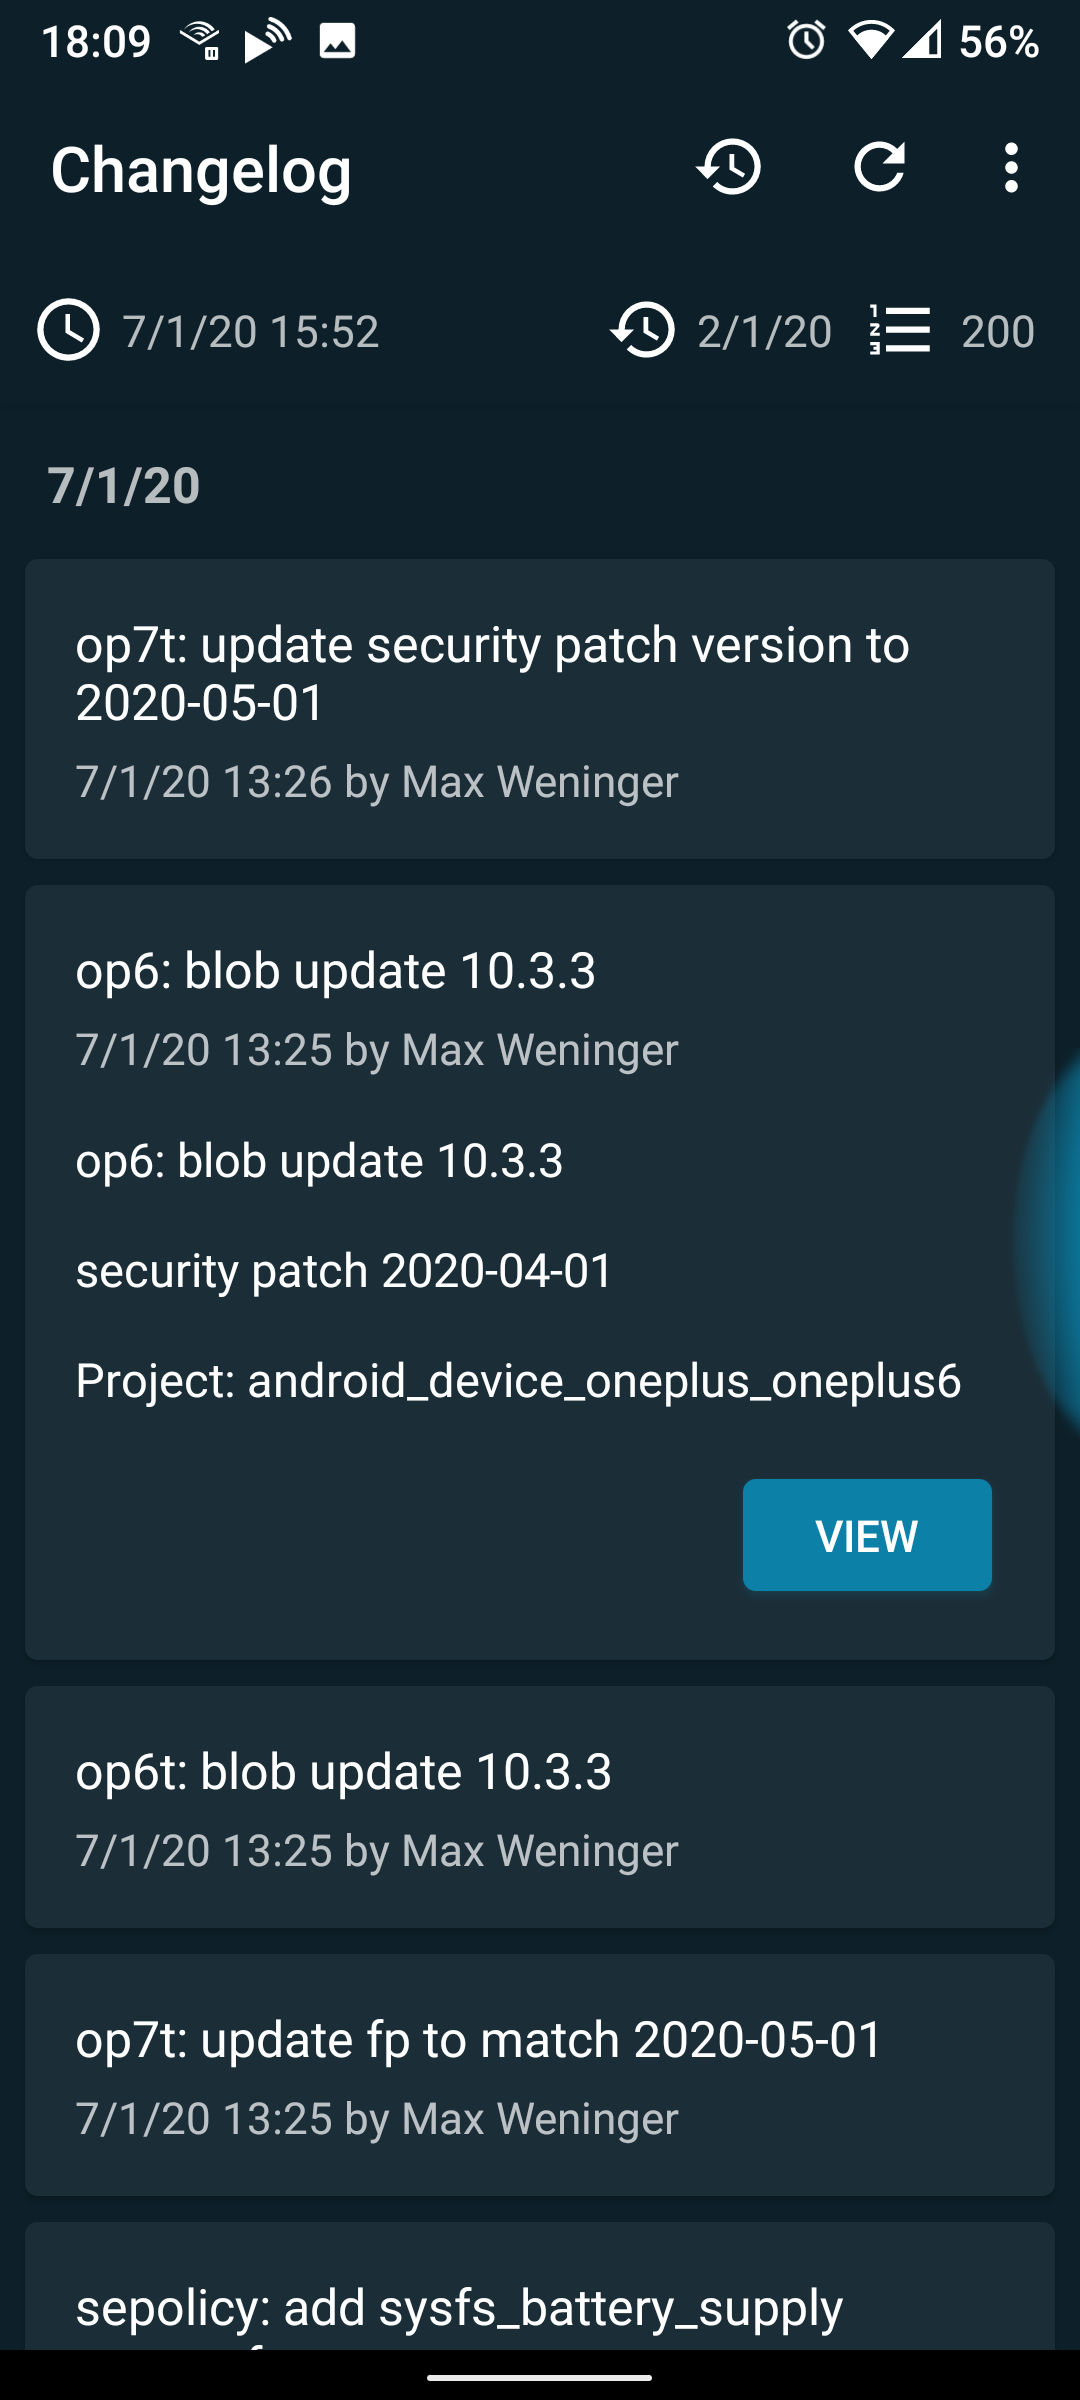 18:09
56%
Changelog
7/1/20 15:52
2/1/20
1
2
3
200
7/1/20
op7t: update security patch version to
2020-05-01
7/1/20 13:26 by Max Weninger
op6: blob update 10.3.3
7/1/20 13:25 by Max Weninger
op6: blob update 10.3.3
security patch 2020-04-01
Project: android_device_oneplus_oneplus6
VIEW
op6t: blob update 10.3.3
7/1/20 13:25 by Max Weninger
op7t: update fp to match 2020-05-01
7/1/20 13:25 by Max Weninger
sepolicy: add sysfs_battery_supply